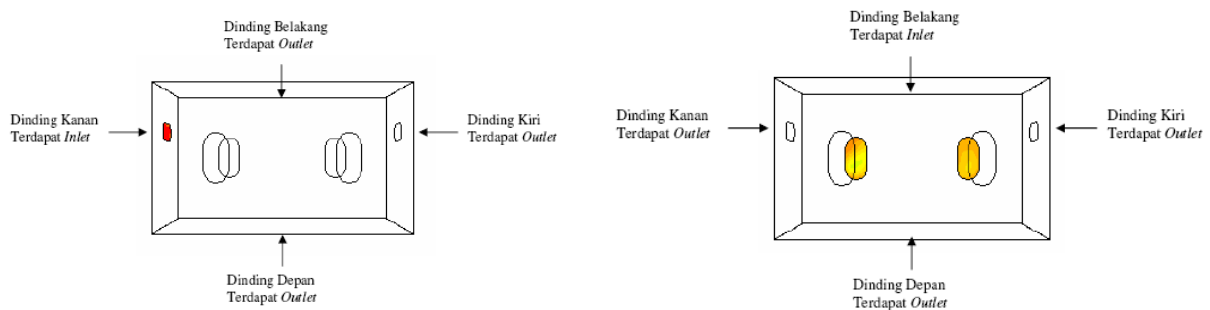 Dinding Belakang
Terdapat Outlet
Dinding Kanan
Terdapat Inlet
Dinding Kiri
Terdapat Outlet
Dinding Depan
Terdapat Outlet
Dinding Belakang
Terdapat Inlet
Dinding Kanan
Terdapat Outlet
Dinding Kiri
Terdapat Outlet
Dinding Depan
Terdapat Outlet